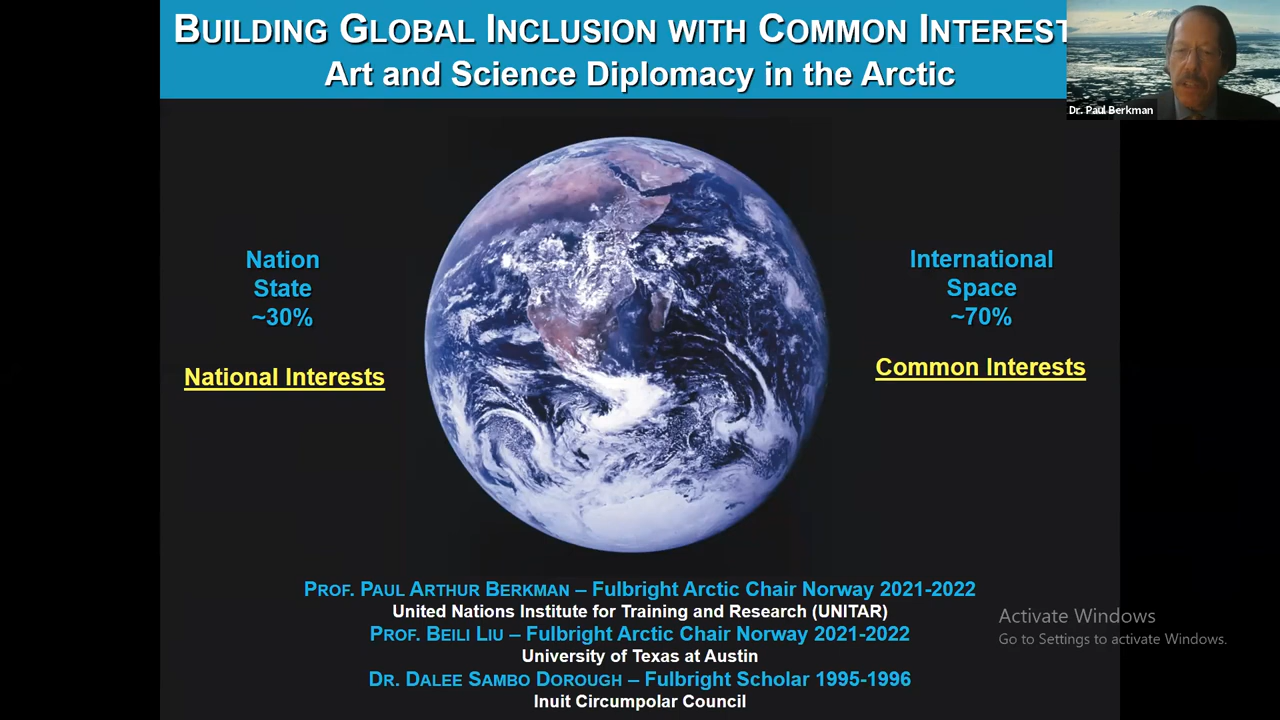 BUILDING GLOBAL INCLUSION WITH COMMON INTEREST
Art and Science Diplomacy in the Arctic
Dr. Paul Berkman
Nation
State
~30%
National Interests
International
Space
~70%
Common Interests
PROF. PAUL ARTHUR BERKMAN – Fulbright Arctic Chair Norway 2021-2022
United Nations Institute for Training and Research (UNITAR)
PROF. BEILI LIU – Fulbright Arctic Chair Norway 2021-2022
University of Texas at Austin
DR. DALEE SAMBO DOROUGH – Fulbright Scholar 1995-1996
Inuit Circumpolar Council
Activate Windows
Go to Settings to activate Windows.